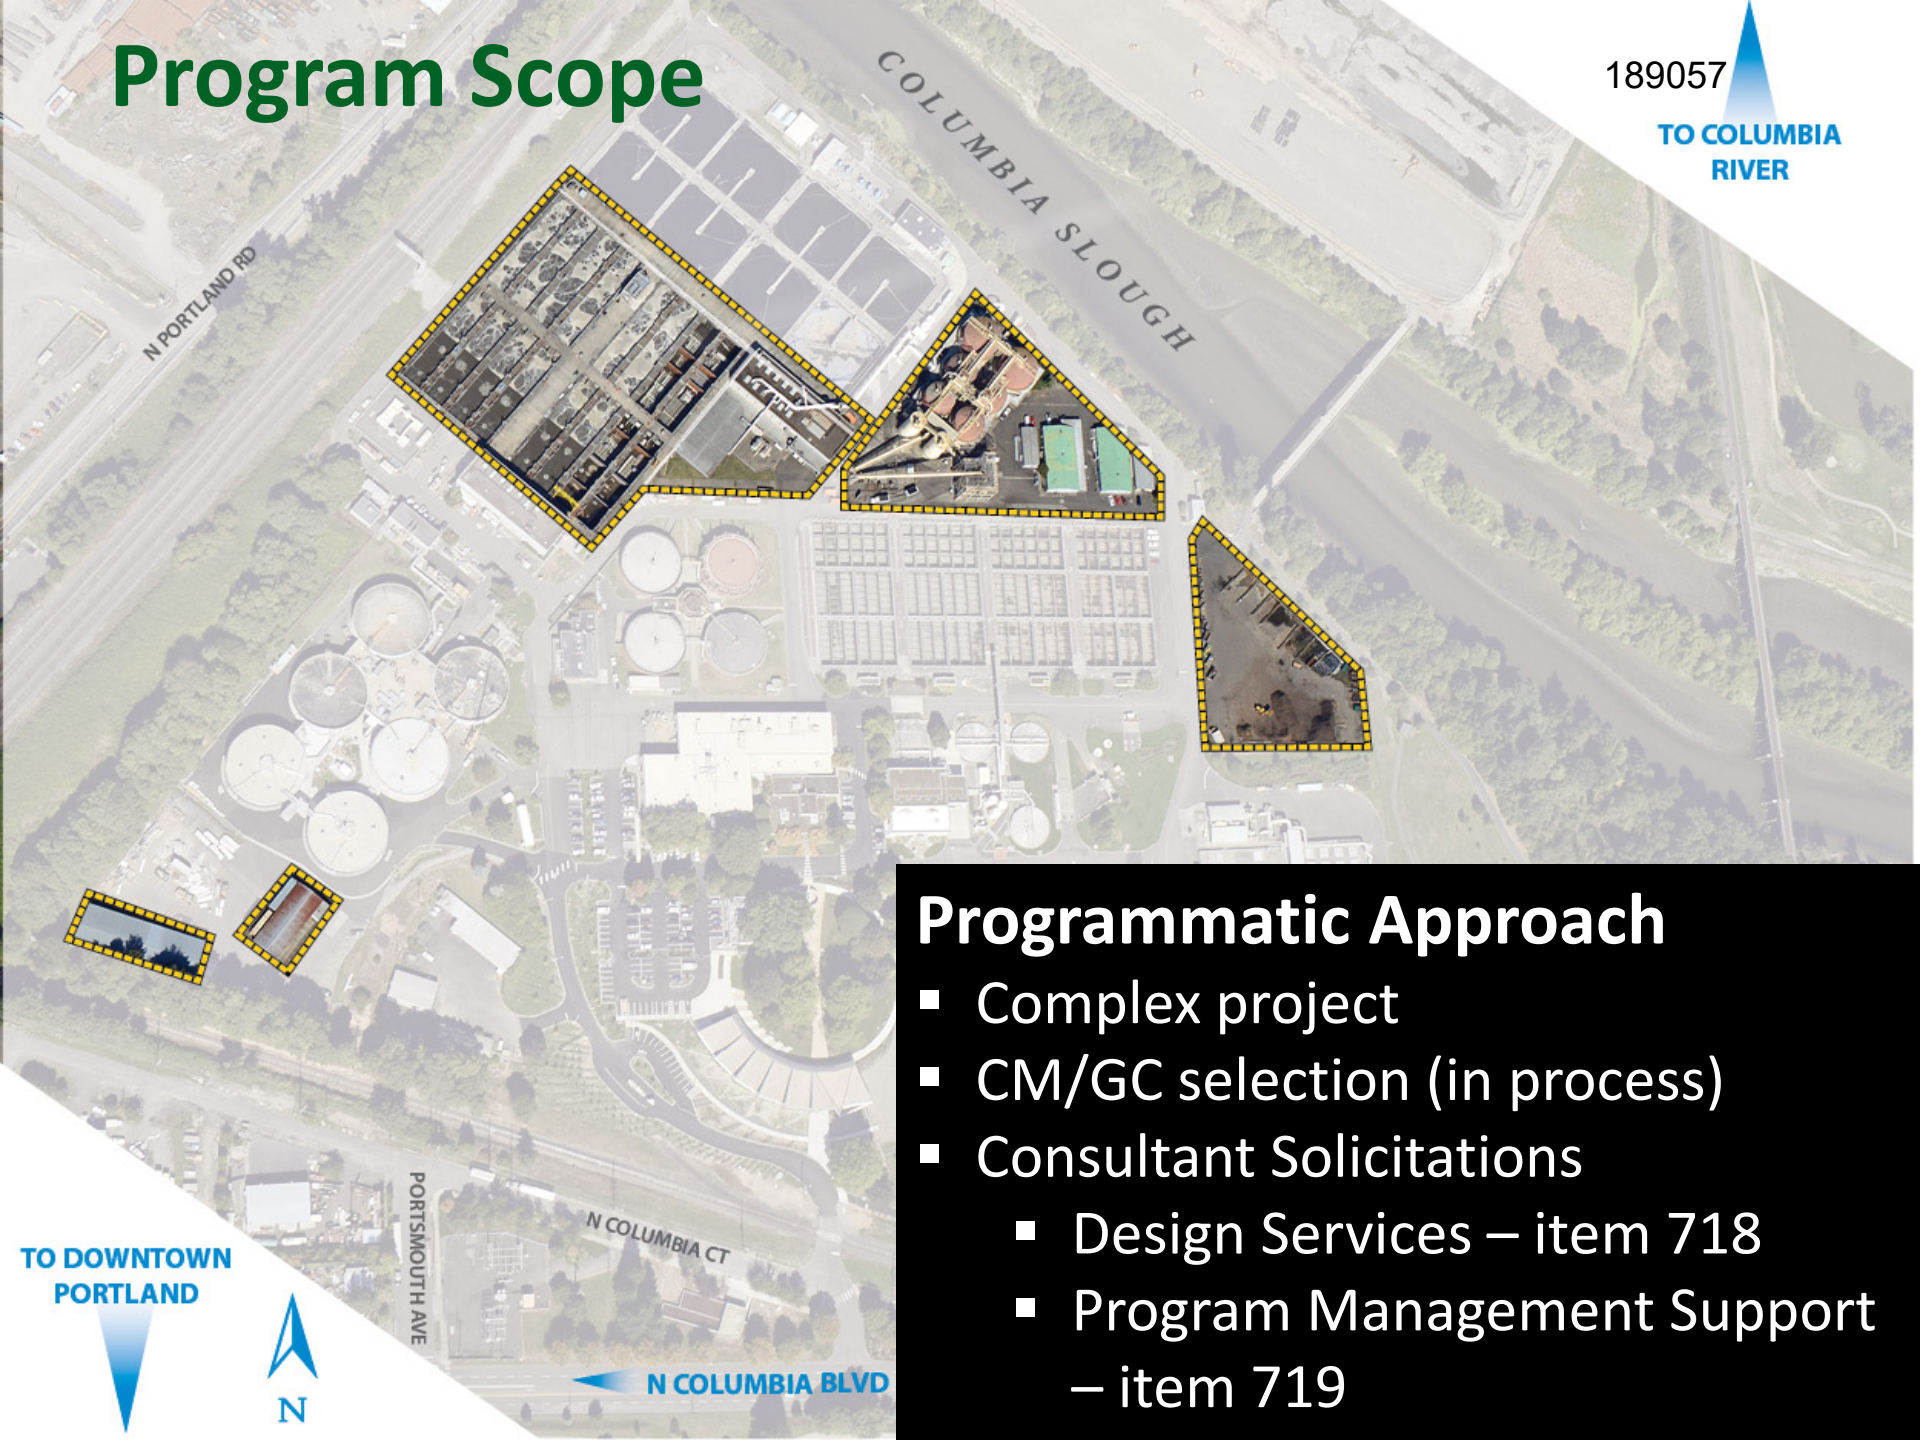 Program Scope
189057
TO COLUMBIA
RIVER
COLUMBIA SLOUGH
N PORTLAND RD
Programmatic Approach
▪ Complex project
▪ CM/GC selection (in process)
▪ Consultant Solicitations
▪ Design Services – item 718
▪ Program Management Support
– item 719
PORTSMOUTH AVE
N COLUMBIA CT
TO DOWNTOWN
PORTLAND
N
N COLUMBIA BLVD